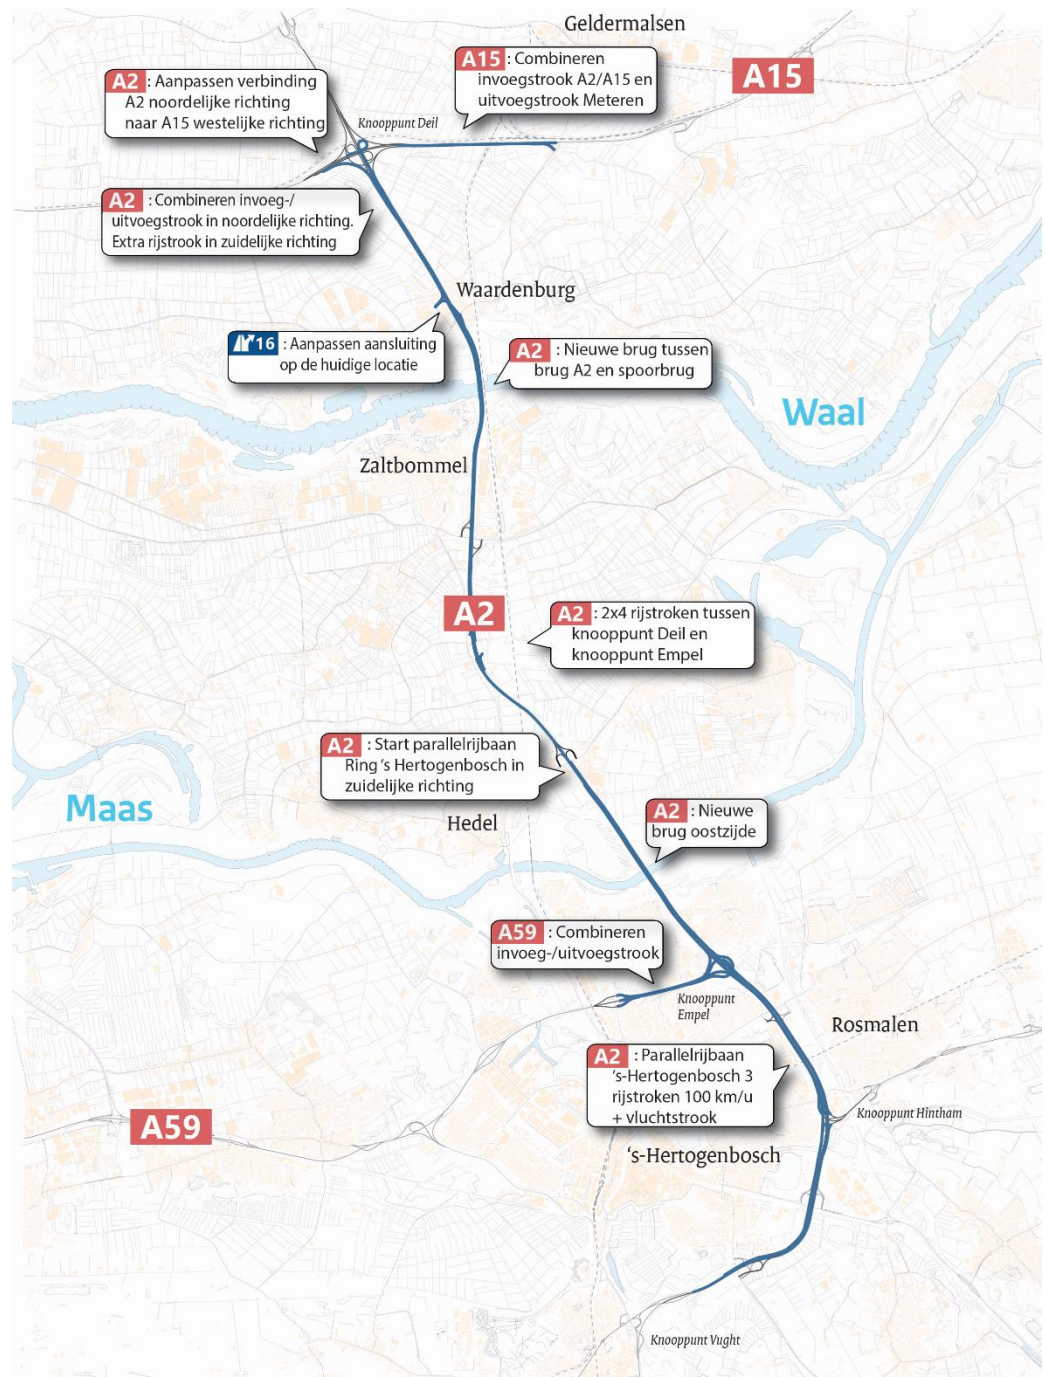 Geldermalsen
A15
A2 : Aanpassen verbinding
A2 noordelijke richting
naar A15 westelijke richting
A15 : Combineren
invoegstrook A2/A15 en
uitvoegstrook Meteren
Knooppunt Deil
A2 : Combineren invoeg-/
uitvoegstrook in noordelijke richting.
Extra rijstrook in zuidelijke richting
Waardenburg
16 : Aanpassen aansluiting
op de huidige locatie
A2 : Nieuwe brug tussen
brug A2 en spoorbrug
Waal
Zaltbommel
A2
A2 : 2x4 rijstroken tussen
knooppunt Deil en
knooppunt Empel
A2 : Start parallelrijbaan
Ring ‘s Hertogenbosch in
zuidelijke richting
Maas
Hedel
A2 : Nieuwe
brug oostzijde
A59 : Combineren
invoeg-/uitvoegstrook
Knooppunt
Empel
Rosmalen
A2 : Parallelrijbaan
‘s-Hertogenbosch 3
rijstroken 100 km/u
+ vluchtstrook
A59
Knooppunt Hintham
‘s-Hertogenbosch
Knooppunt Vught